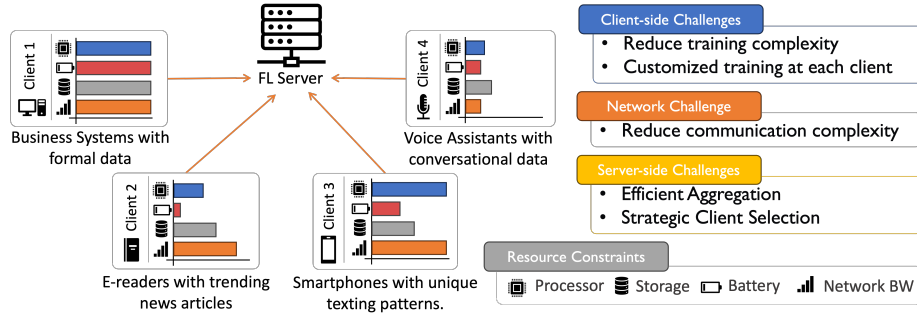 Client 1
Business Systems with
formal data
FL Server
Client 4
Voice Assistants with
conversational data
Client 2
E-readers with trending
news articles
Client 3
Smartphones with unique
texting patterns.
Client-side Challenges
• Reduce training complexity
• Customized training at each client
Network Challenge
• Reduce communication complexity
Server-side Challenges
• Efficient Aggregation
• Strategic Client Selection
Resource Constraints
Processor
Storage
Battery
Network BW